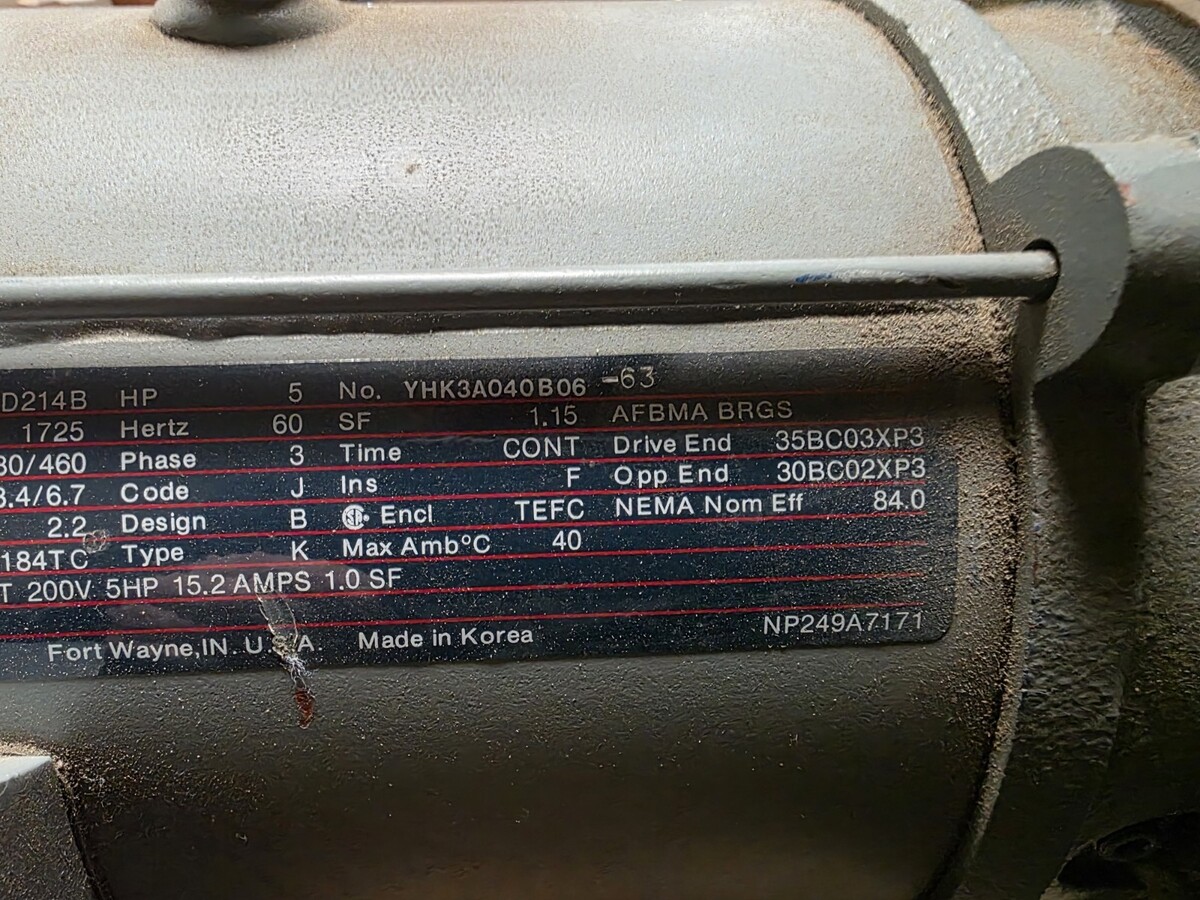 D214B HP 5 No. YHK3A040B06 -63
1725 Hertz 60 SF 1.15 AFBMA BRGS
30/460 Phase 3 Time CONT Drive End 35BC03XP3
3.4/6.7 Code J Ins F Opp End 30BC02XP3
2.2 Design B Encl TEFC NEMA Nom Eff 84.0
184TC Type K Max Amb°C 40
T 200V 5HP 15.2 AMPS 1.0 SF
Fort Wayne, IN. U.S.A. Made in Korea NP249A7171